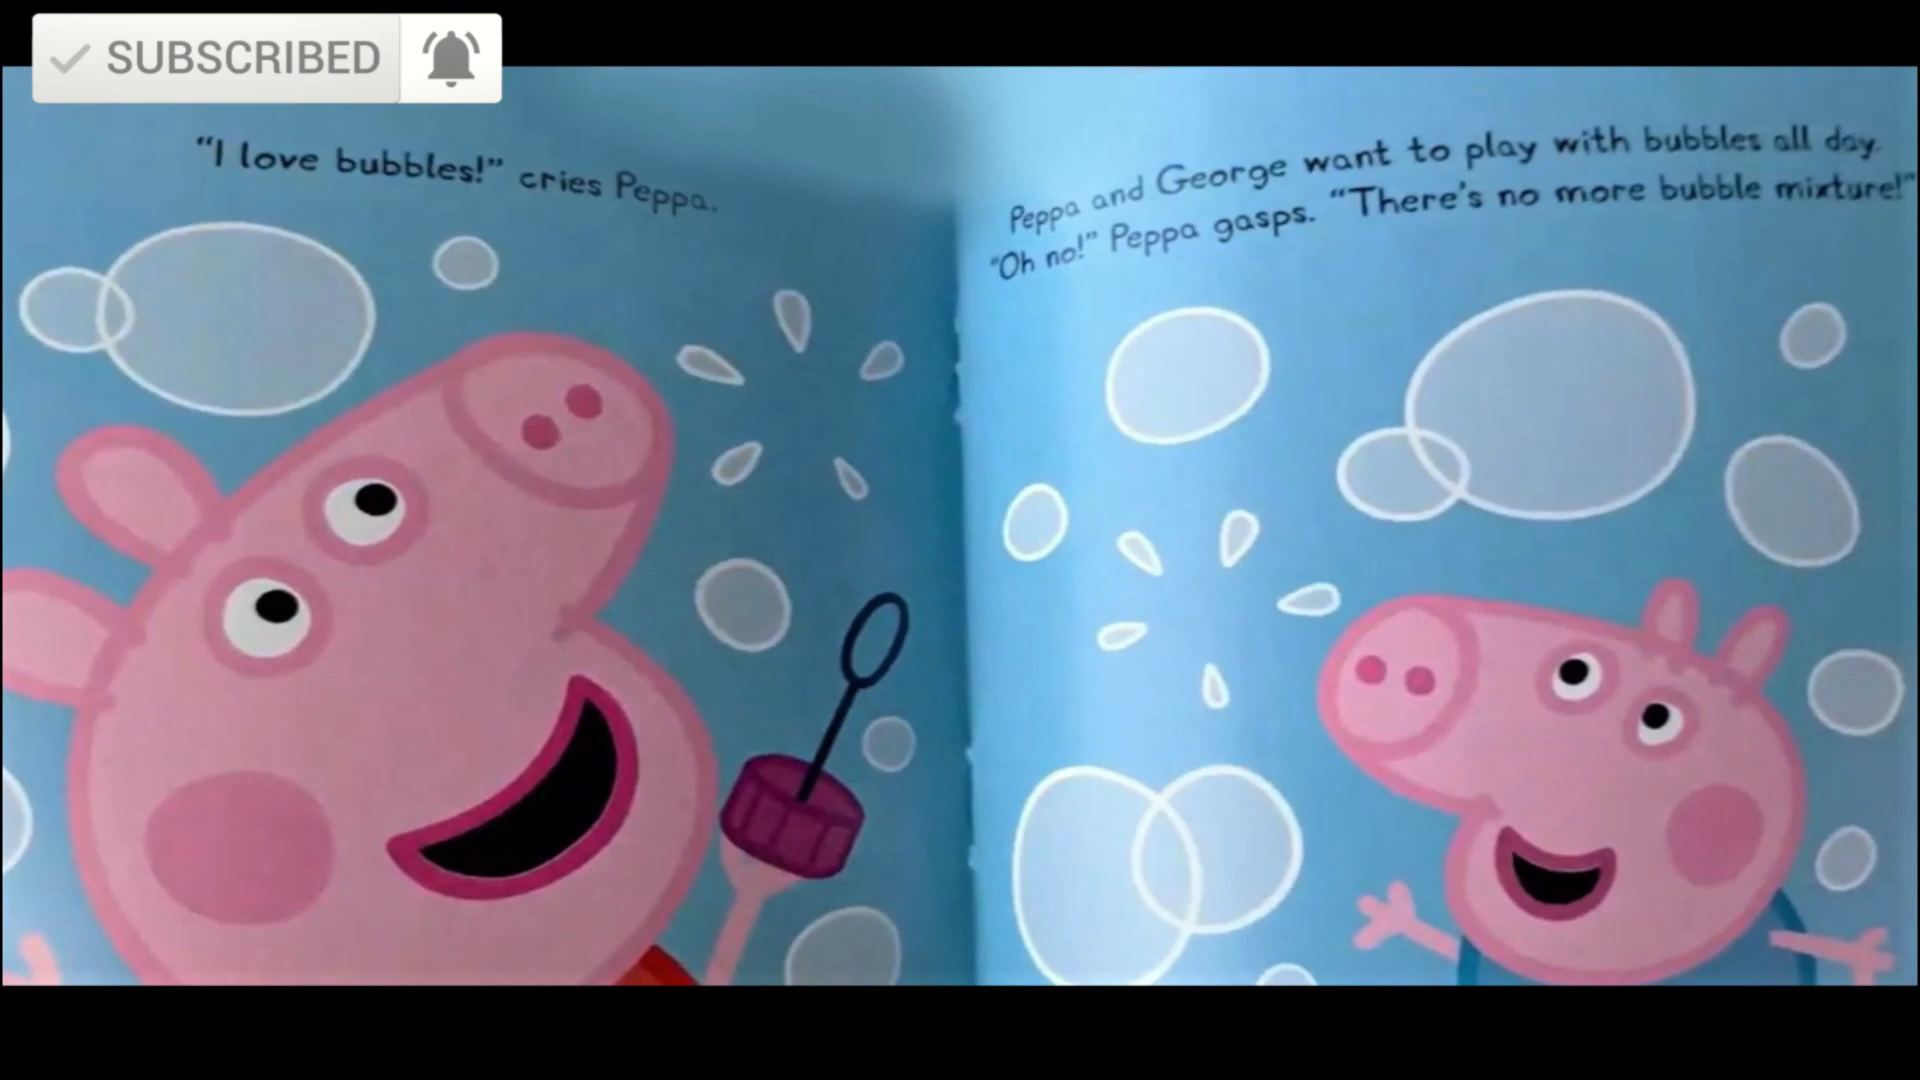 SUBSCRIBED
“I love bubbles!” cries Peppa.
Peppa and George want to play with bubbles all day.
“Oh no!” Peppa gasps. “There’s no more bubble mixture!”